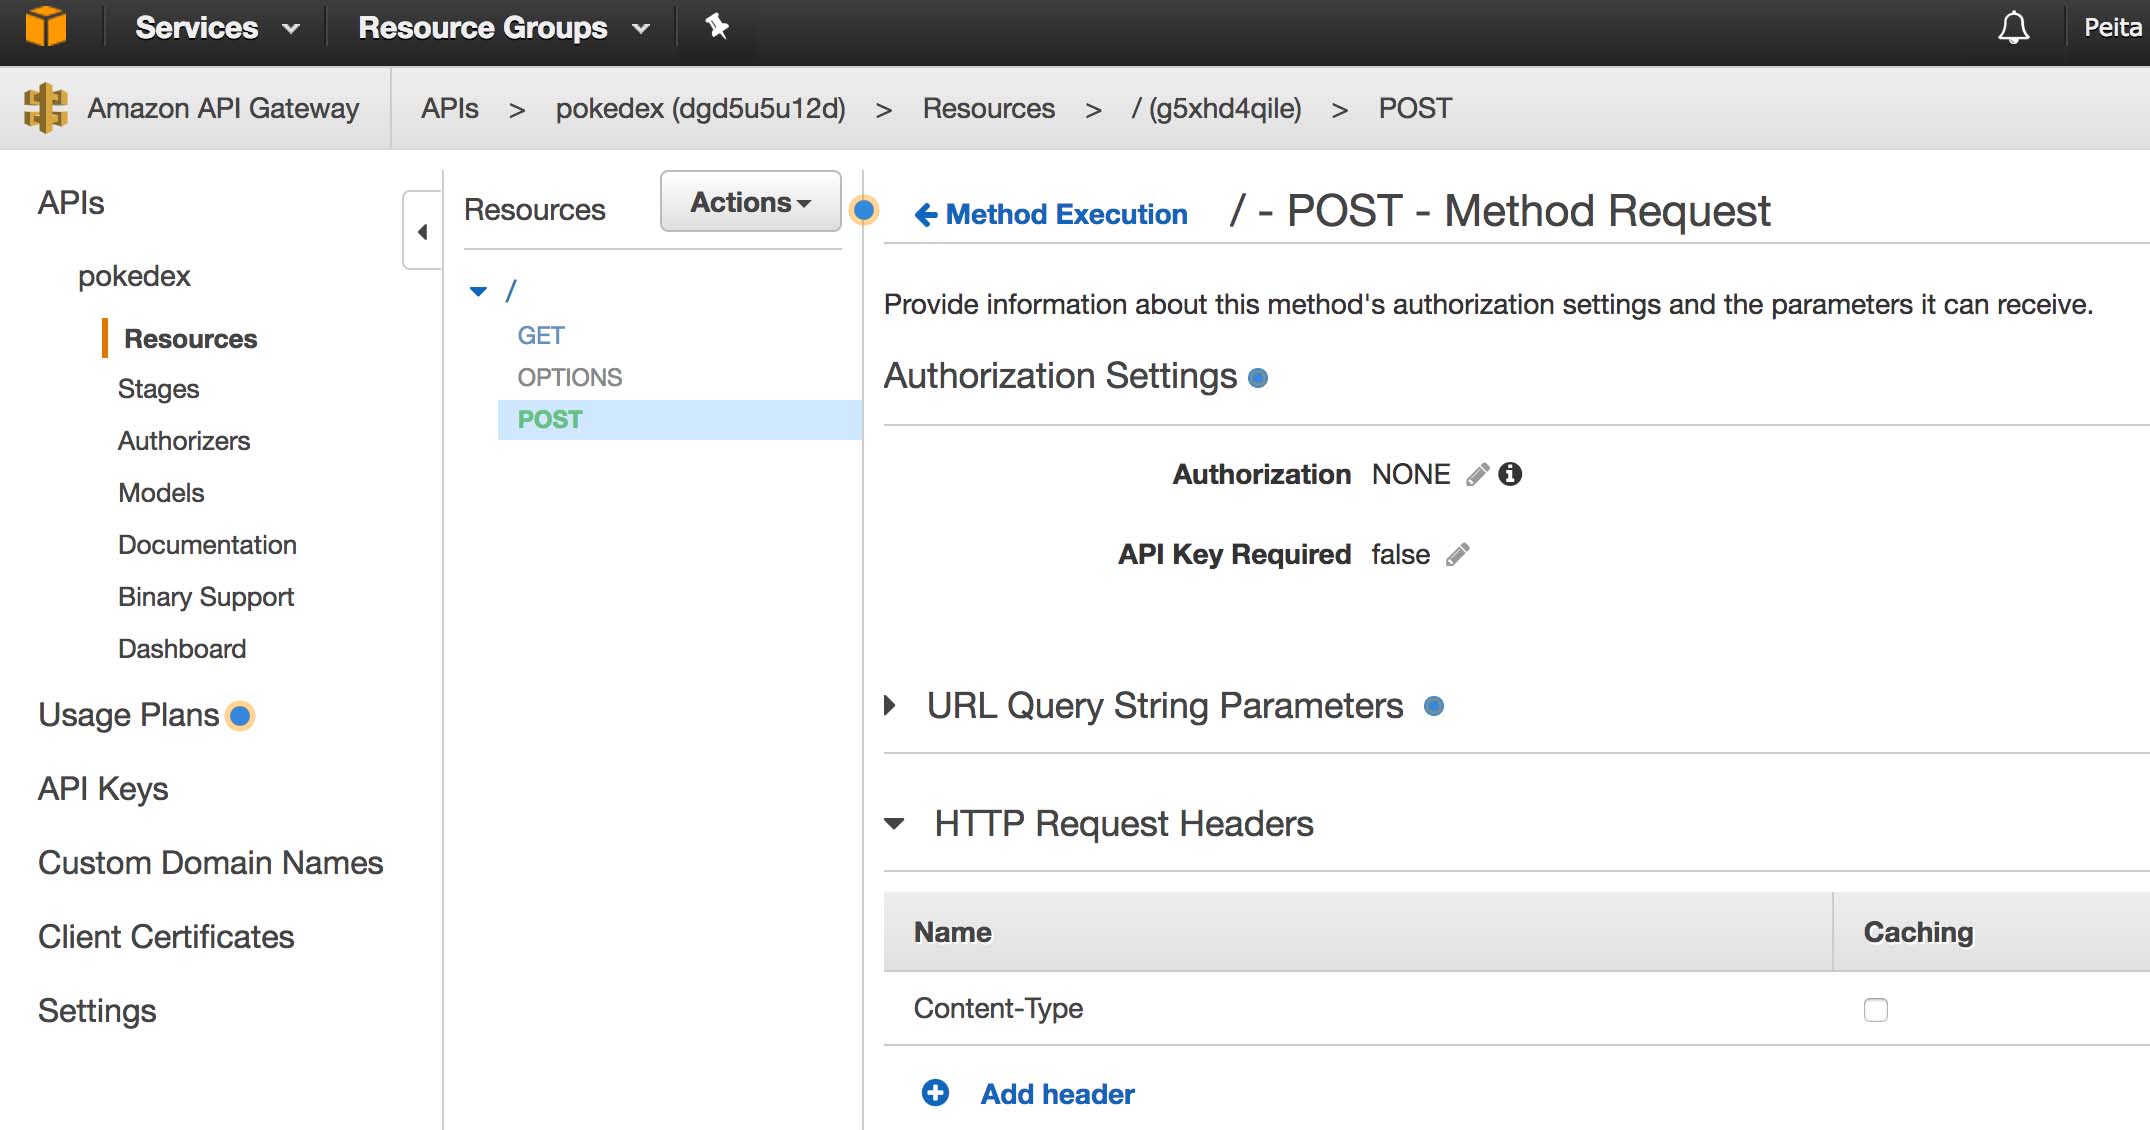 Services
Resource Groups
Peita
Amazon API Gateway
APIs > pokedex (dgd5u5u12d) > Resources > / (g5xhd4qile) > POST
APIs
pokedex
Resources
Stages
Authorizers
Models
Documentation
Binary Support
Dashboard
Usage Plans
API Keys
Custom Domain Names
Client Certificates
Settings
Resources
Actions
/
GET
OPTIONS
POST
Method Execution
/ - POST - Method Request
Provide information about this method's authorization settings and the parameters it can receive.
Authorization Settings
Authorization NONE
API Key Required false
URL Query String Parameters
HTTP Request Headers
Name Caching
Content-Type
Add header